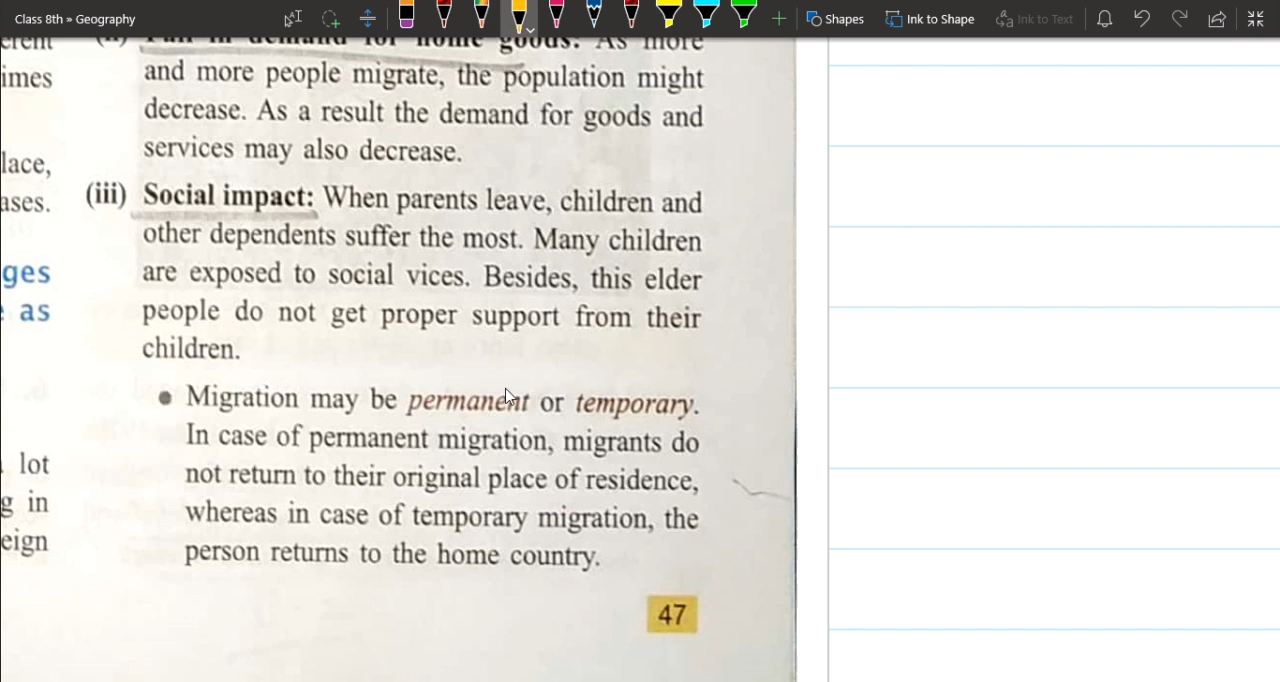 Class 8th » Geography
Shapes
Ink to Shape
Ink to Text
goods: As more
imes
and more people migrate, the population might
decrease. As a result the demand for goods and
services may also decrease.
lace,
ases.
(iii) Social impact: When parents leave, children and
other dependents suffer the most. Many children
are exposed to social vices. Besides, this elder
people do not get proper support from their
children.
ges
as
• Migration may be permanent or temporary.
In case of permanent migration, migrants do
not return to their original place of residence,
whereas in case of temporary migration, the
person returns to the home country.
lot
g in
eign
47